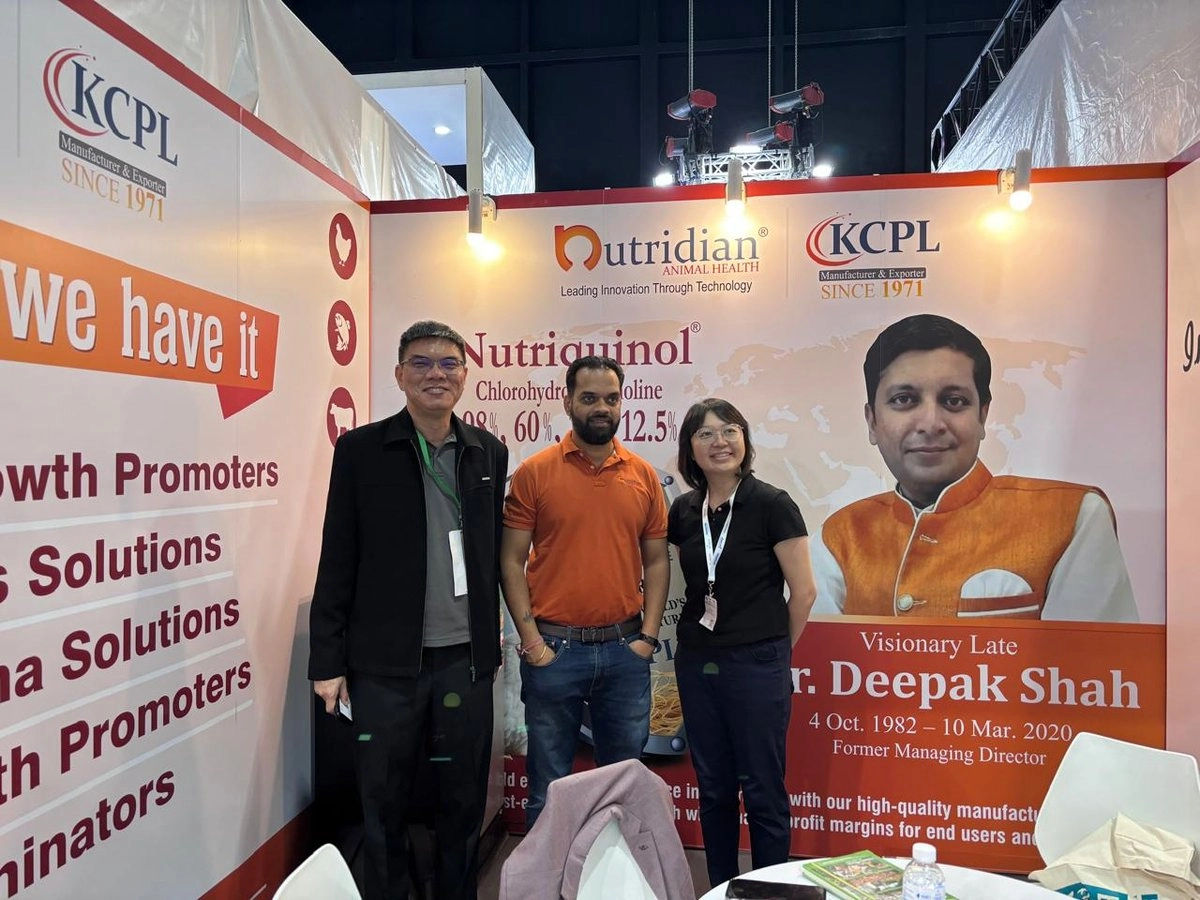 KCPL
Manufacturer & Exporter
SINCE 1971
we have it
owth Promoters
s Solutions
na Solutions
th Promoters
minators
nutridian®
ANIMAL HEALTH
Leading Innovation Through Technology
KCPL
Manufacturer & Exporter
SINCE 1971
Nutriquinol®
98%, 60%, 12.5%
Visionary Late
r. Deepak Shah
4 Oct. 1982 – 10 Mar. 2020
Former Managing Director
with our high-quality manufactu
profit margins for end users and